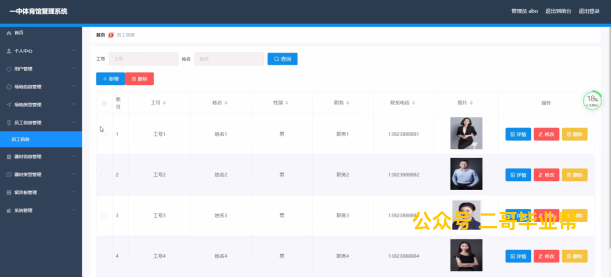 一中体育馆管理系统
管理员 abo 退出到前台 退出登录
首页
个人中心
用户管理
场地信息管理
场地类型管理
员工信息管理
员工信息
器材信息管理
器材类型管理
留言板管理
系统管理
首页 员工信息
工号 工号 姓名 姓名 查询
+ 新增 删除
索引 工号 姓名 性别 职务 联系电话 照片 操作
1 工号1 姓名1 男 职务1 13823888881 详情 修改 删除
2 工号2 姓名2 男 职务2 13823888882 详情 修改 删除
3 工号3 姓名3 男 职务3 13823888883 详情 修改 删除
4 工号4 姓名4 男 职务4 13823888884 详情 修改 删除
18%
公众号 二哥毕业帮